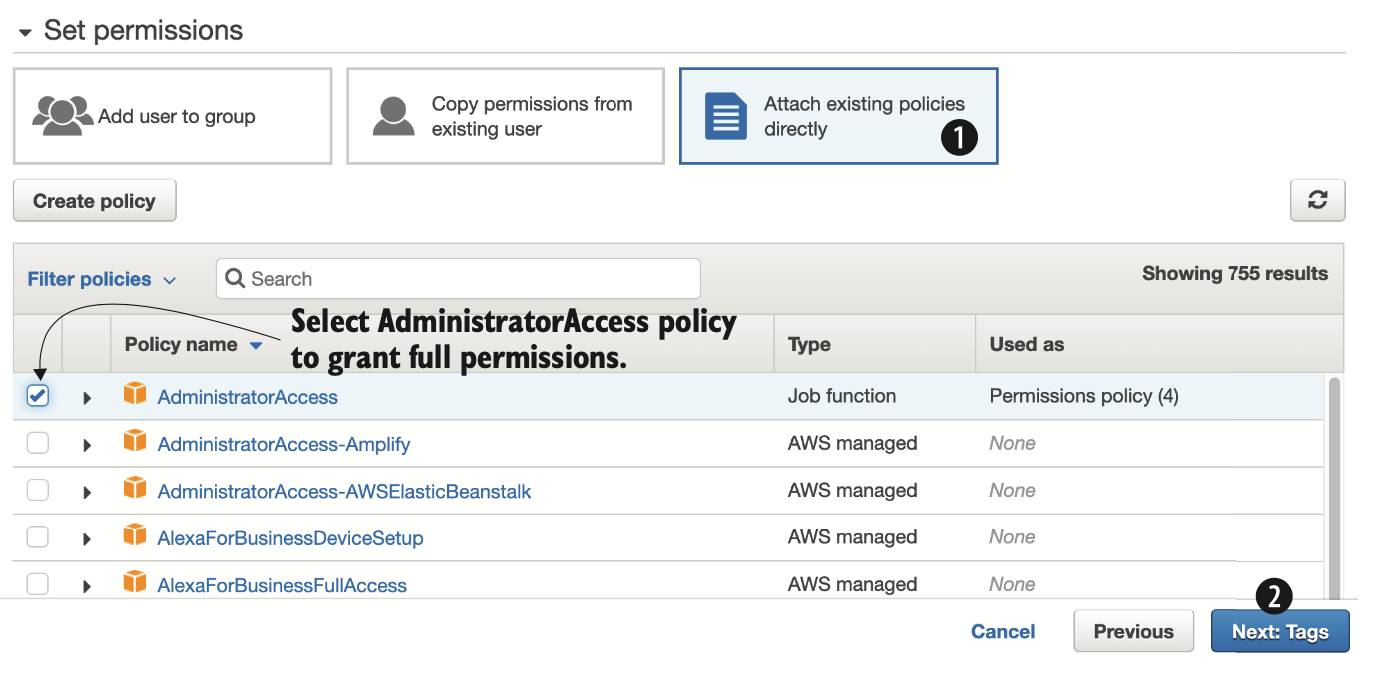 Set permissions
Add user to group
Copy permissions from
existing user
Attach existing policies
directly
1
Create policy
Filter policies
Search
Showing 755 results
Select AdministratorAccess policy
to grant full permissions.
Policy name Type Used as
AdministratorAccess Job function Permissions policy (4)
AdministratorAccess-Amplify AWS managed None
AdministratorAccess-AWSElasticBeanstalk AWS managed None
AlexaForBusinessDeviceSetup AWS managed None
AlexaForBusinessFullAccess AWS managed None
2
Cancel Previous Next: Tags